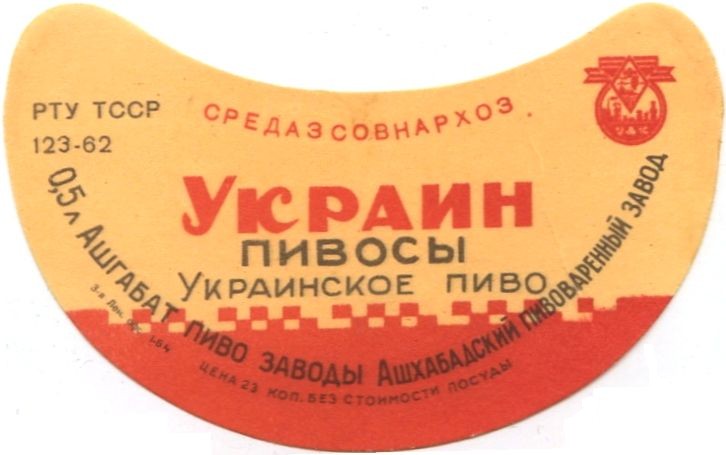 РТУ ТССР
123-62
СРЕДАЗСОВНАРХОЗ.
УКРАИН
ПИВОСЫ
УКРАИНСКОЕ ПИВО
0,5 л АШГАБАТ ПИВО ЗАВОДЫ АШХАБАДСКИЙ ПИВОВАРЕННЫЙ ЗАВОД
ЦЕНА 23 КОП. БЕЗ СТОИМОСТИ ПОСУДЫ